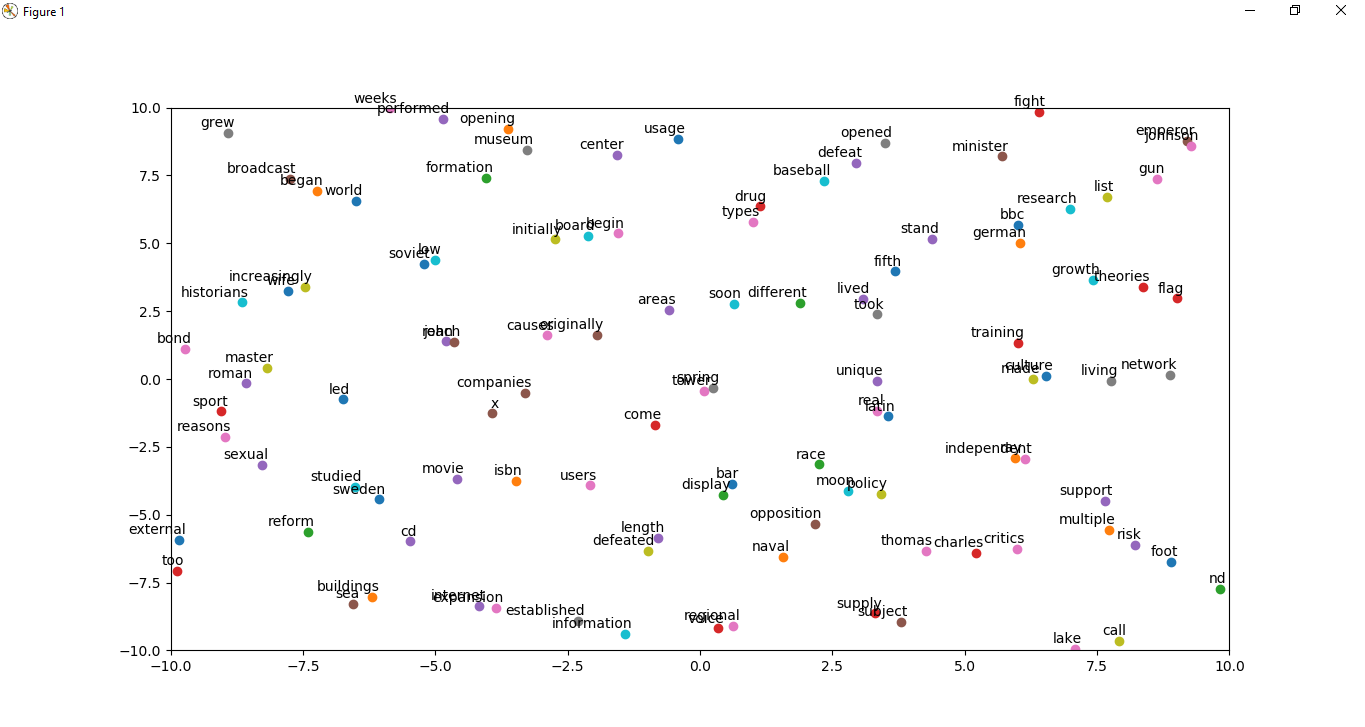 Figure 1
weeks
performed
fight
10.0
grew
opening
usage
opened
emperor
johnson
museum
center
defeat
minister
broadcast
formation
baseball
gun
7.5
began
world
drug
list
types
research
bbc
initially
board
begin
stand
german
5.0
soviet
low
fifth
increasingly
wife
growth
theories
historians
areas
soon
different
lived
flag
took
2.5
causes
originally
training
bond
reach
master
roman
culture
made
living
network
0.0
led
companies
spring
tower
unique
sport
x
come
real
latin
reasons
-2.5
sexual
independent
studied
sweden
movie
isbn
users
race
bar
display
moon
policy
support
-5.0
external
reform
cd
length
defeated
opposition
multiple
risk
too
naval
thomas
charles
critics
foot
-7.5
buildings
sea
internet
expansion
nd
established
information
regional
voice
supply
subject
call
lake
-10.0
-10.0 -7.5 -5.0 -2.5 0.0 2.5 5.0 7.5 10.0